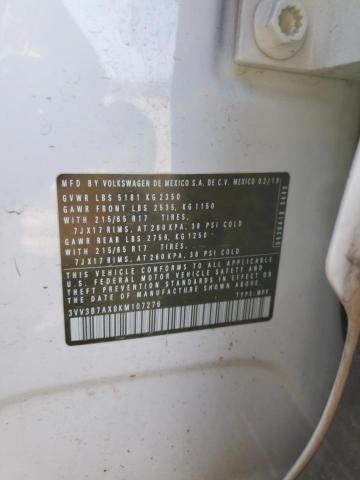 MFD BY VOLKSWAGEN DE MEXICO S.A. DE C.V. MEXICO 02/19
GVWR LBS 5181 KG 2350
GAWR FRONT LBS 2535, KG 1150
WITH 215/65 R17 TIRES,
7JX17 RIMS, AT 260 KPA, 38 PSI COLD
GAWR REAR LBS 2756, KG 1250
WITH 215/65 R17 TIRES,
7JX17 RIMS, AT 260 KPA, 38 PSI COLD
THIS VEHICLE CONFORMS TO ALL APPLICABLE
FEDERAL MOTOR VEHICLE SAFETY AND
THEFT PREVENTION STANDARDS IN EFFECT ON THE
DATE OF MANUFACTURE SHOWN ABOVE.
TYPE: MPV
3VV3B7AX8KM107276